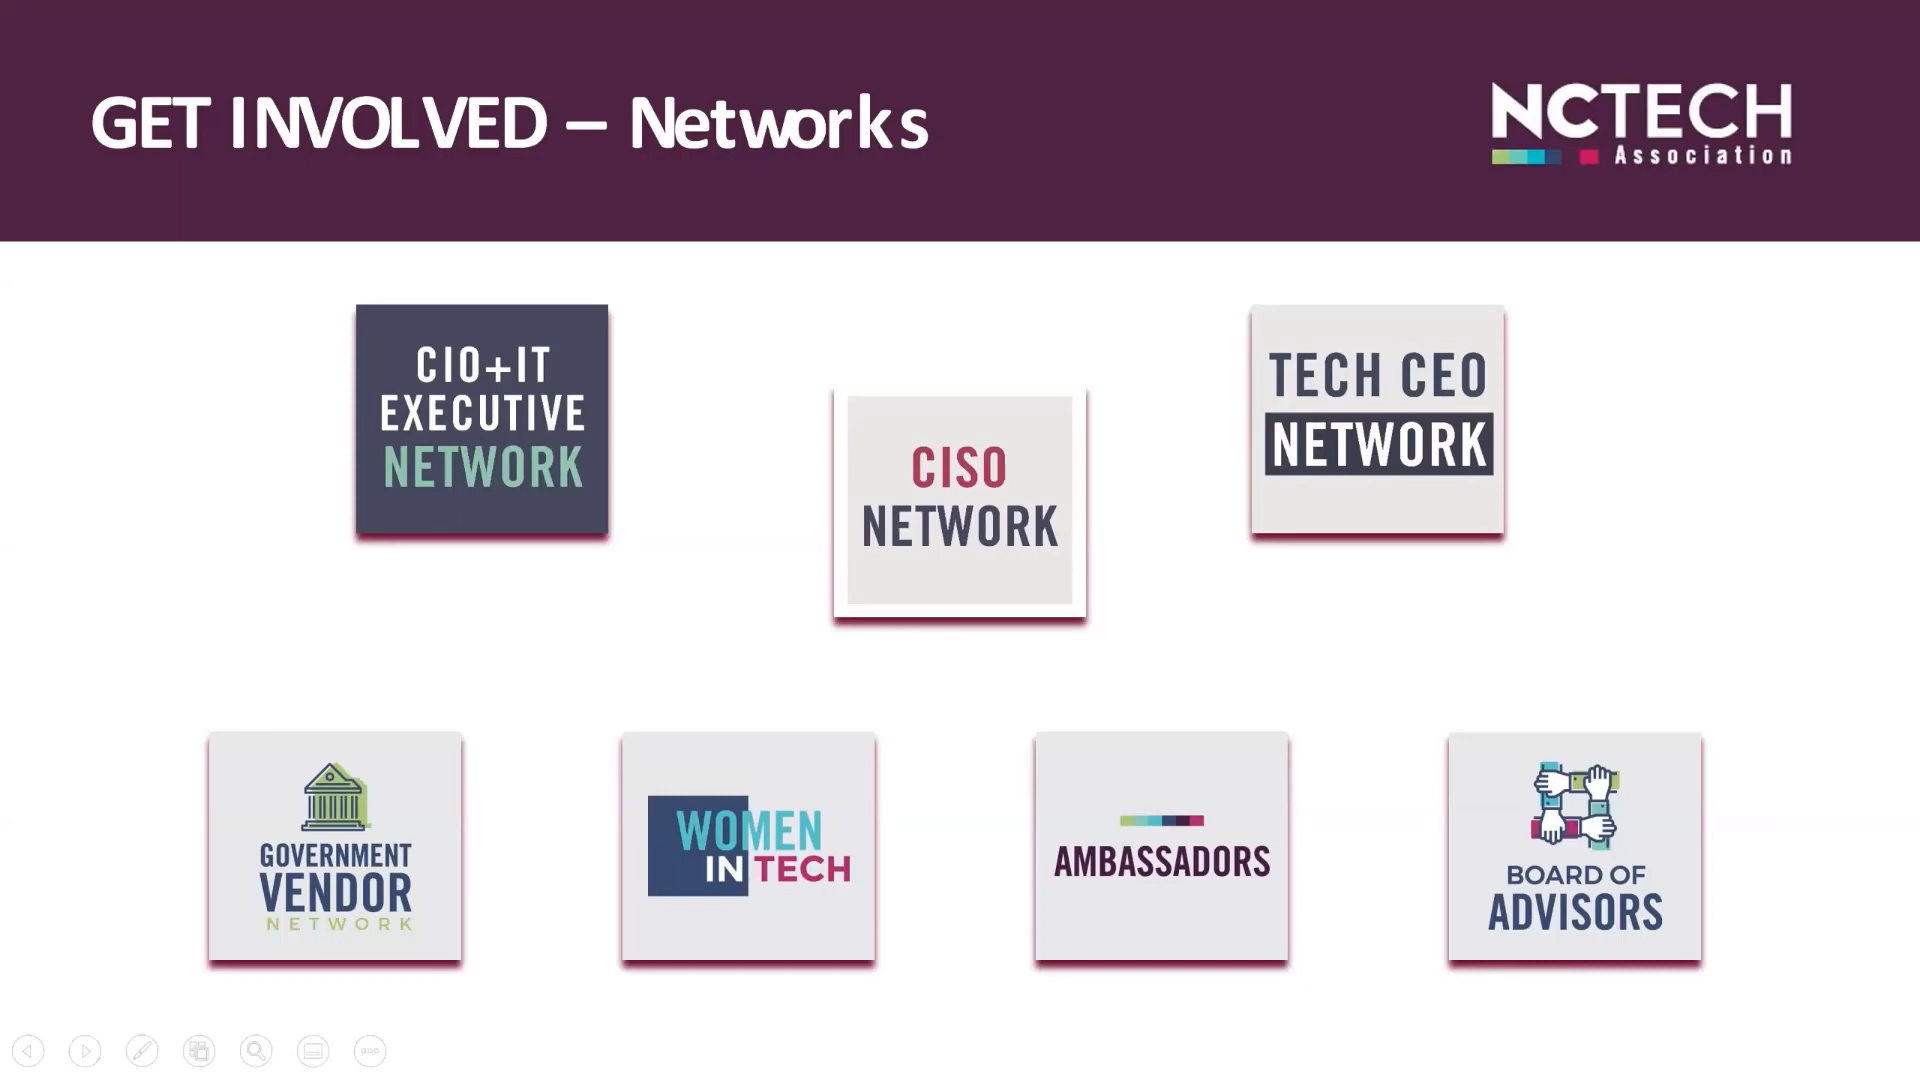 GET INVOLVED – Networks
NCTECH
Association
CIO+IT
EXECUTIVE
NETWORK
CISO
NETWORK
TECH CEO
NETWORK
GOVERNMENT
VENDOR
NETWORK
WOMEN
IN TECH
AMBASSADORS
BOARD OF
ADVISORS